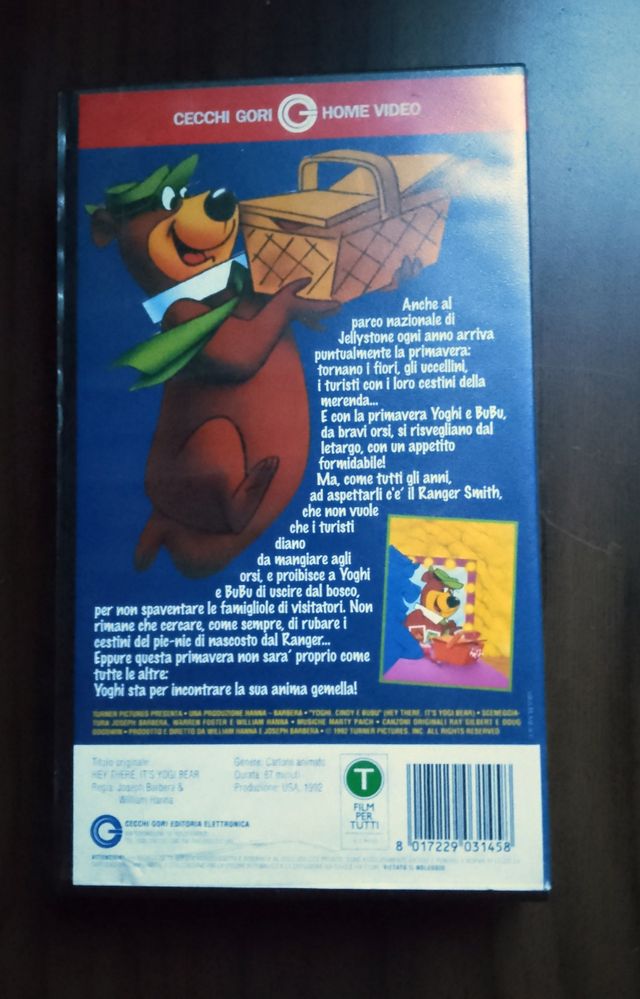 CECCHI GORI HOME VIDEO
Anche al
parco nazionale di
Jellystone ogni anno arriva
puntualmente la primavera:
tornano i fiori, gli uccellini,
i turisti con i loro cestini della
merenda...
E con la primavera Yoghi e BuBu,
da bravi orsi, si risvegliano dal
letargo, con un appetito
formidabile!
Ma, come tutti gli anni,
ad aspettarli c'e' il Ranger Smith,
che non vuole
che i turisti
diano
da mangiare agli
orsi, e proibisce a Yoghi
e BuBu di uscire dal bosco,
per non spaventare le famigliole di visitatori. Non
rimane che cercare, come sempre, di rubare i
cestini del pic-nic di nascosto dal Ranger...
Eppure questa primavera non sara' proprio come
tutte le altre:
Yoghi sta per incontrare la sua anima gemella!
TURNER PICTURES PRESENTA • UNA PRODUZIONE HANNA - BARBERA • "YOGHI, CINDY E BUBU" (HEY THERE, IT'S YOGI BEAR) • SCENEGGIA-
TURA JOSEPH BARBERA, WARREN FOSTER E WILLIAM HANNA • MUSICHE MARTY PAICH • CANZONI ORIGINALI RAY GILBERT E DOUG
GOODWIN • PRODOTTO E DIRETTO DA WILLIAM HANNA E JOSEPH BARBERA • © 1992 TURNER PICTURES, INC. ALL RIGHTS RESERVED
Titolo originale:
HEY THERE, IT'S YOGI BEAR
Regia: Joseph Barbera &
William Hanna
Genere: Cartoni animati
Durata: 87 minuti
Produzione: USA, 1992
T
FILM
PER
TUTTI
8 017229 031458
CECCHI GORI EDITORIA ELETTRONICA
ATTENZIONE:
VIETATO IL NOLEGGIO